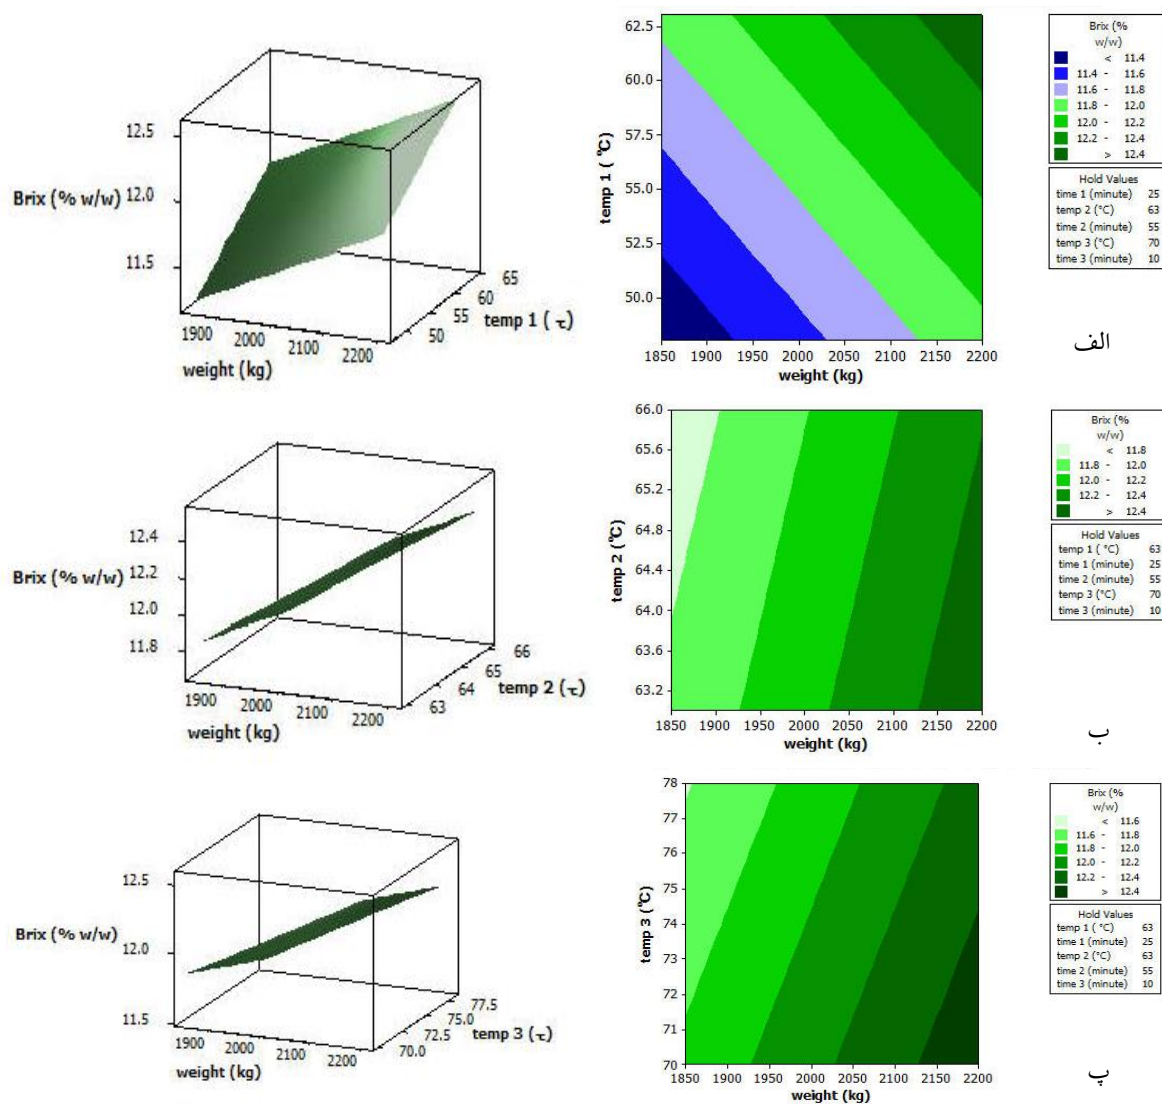 12.5
12.0
11.5
Brix (% w/w)
1900
2000
2100
2200
weight (kg)
50
55
60
65
temp 1 ( τ)
62.5
60.0
57.5
55.0
52.5
50.0
temp 1 ( °C)
1850 1900 1950 2000 2050 2100 2150 2200
weight (kg)
Brix (%
w/w)
< 11.4
11.4 - 11.6
11.6 - 11.8
11.8 - 12.0
12.0 - 12.2
12.2 - 12.4
> 12.4
Hold Values
time 1 (minute) 25
temp 2 (°C) 63
time 2 (minute) 55
temp 3 (°C) 70
time 3 (minute) 10
الف
12.4
12.2
12.0
11.8
Brix (% w/w)
1900
2000
2100
2200
weight (kg)
63
64
65
66
temp 2 (τ)
66.0
65.6
65.2
64.8
64.4
64.0
63.6
63.2
temp 2 (°C)
1850 1900 1950 2000 2050 2100 2150 2200
weight (kg)
Brix (%
w/w)
< 11.8
11.8 - 12.0
12.0 - 12.2
12.2 - 12.4
> 12.4
Hold Values
temp 1 ( °C) 63
time 1 (minute) 25
time 2 (minute) 55
temp 3 (°C) 70
time 3 (minute) 10
ب
12.5
12.0
11.5
Brix (% w/w)
1900
2000
2100
2200
weight (kg)
70.0
72.5
75.0
77.5
temp 3 (τ)
78
77
76
75
74
73
72
71
70
temp 3 (°C)
1850 1900 1950 2000 2050 2100 2150 2200
weight (kg)
Brix (%
w/w)
< 11.6
11.6 - 11.8
11.8 - 12.0
12.0 - 12.2
12.2 - 12.4
> 12.4
Hold Values
temp 1 ( °C) 63
time 1 (minute) 25
temp 2 (°C) 63
time 2 (minute) 55
time 3 (minute) 10
پ